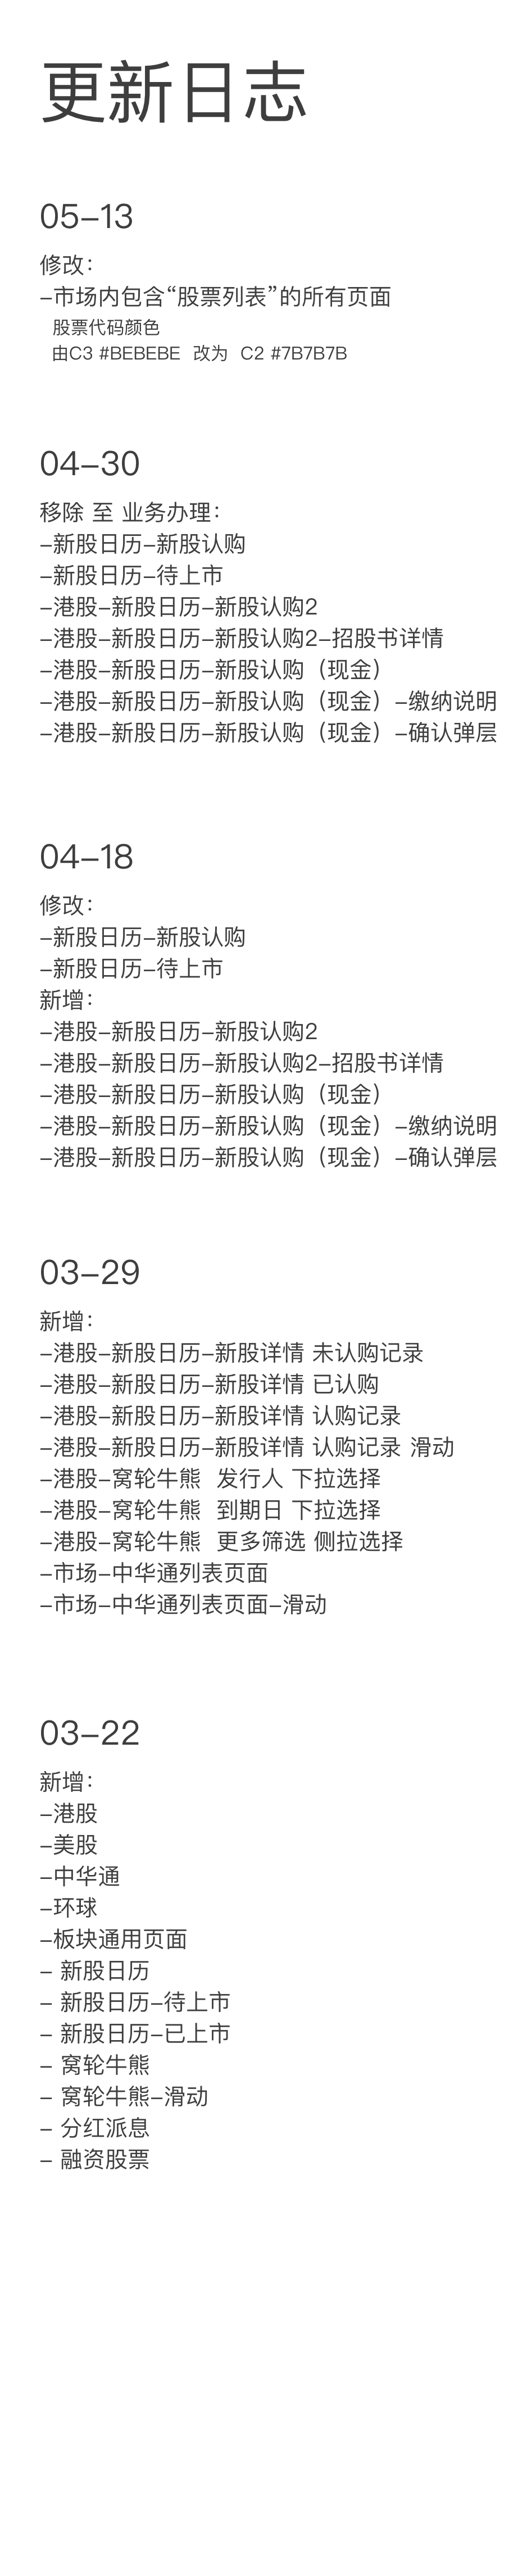 更新日志
05-13
修改：
-市场内包含“股票列表”的所有页面
股票代码颜色
由C3 #BEBEBE 改为 C2 #7B7B7B
04-30
移除 至 业务办理：
-新股日历-新股认购
-新股日历-待上市
-港股-新股日历-新股认购2
-港股-新股日历-新股认购2-招股书详情
-港股-新股日历-新股认购（现金）
-港股-新股日历-新股认购（现金）-缴纳说明
-港股-新股日历-新股认购（现金）-确认弹层
04-18
修改：
-新股日历-新股认购
-新股日历-待上市
新增：
-港股-新股日历-新股认购2
-港股-新股日历-新股认购2-招股书详情
-港股-新股日历-新股认购（现金）
-港股-新股日历-新股认购（现金）-缴纳说明
-港股-新股日历-新股认购（现金）-确认弹层
03-29
新增：
-港股-新股日历-新股详情 未认购记录
-港股-新股日历-新股详情 已认购
-港股-新股日历-新股详情 认购记录
-港股-新股日历-新股详情 认购记录 滑动
-港股-窝轮牛熊 发行人 下拉选择
-港股-窝轮牛熊 到期日 下拉选择
-港股-窝轮牛熊 更多筛选 侧拉选择
-市场-中华通列表页面
-市场-中华通列表页面-滑动
03-22
新增：
-港股
-美股
-中华通
-环球
-板块通用页面
- 新股日历
- 新股日历-待上市
- 新股日历-已上市
- 窝轮牛熊
- 窝轮牛熊-滑动
- 分红派息
- 融资股票